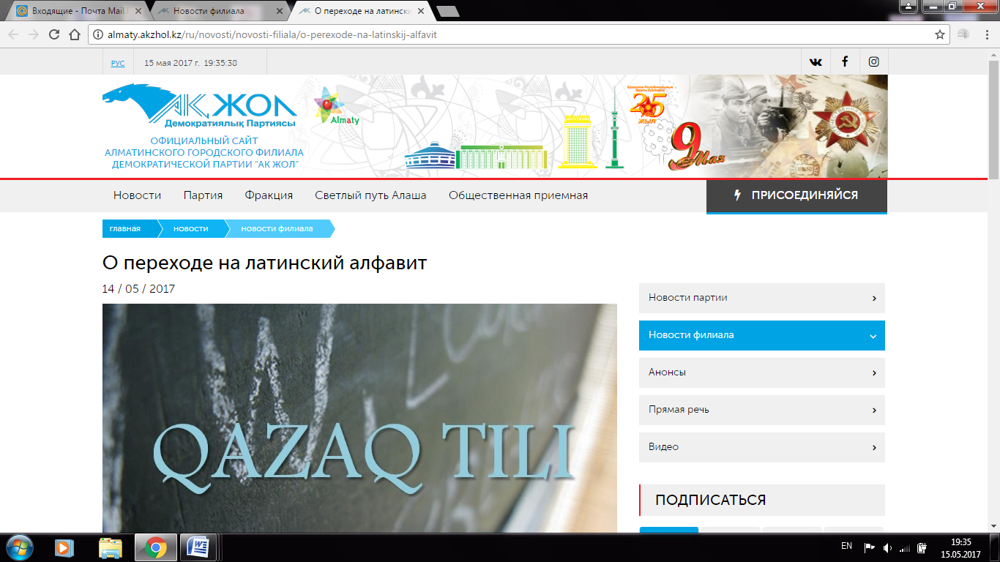 Входящие - Почта Mail.
Новости филиала
О переходе на латинск
almaty.akzhol.kz/ru/novosti/novosti-filiala/o-perexode-na-latinskij-alfavit
РУС
15 мая 2017 г. 19:35:38
АК ЖОЛ
Демократиялық Партиясы
ОФИЦИАЛЬНЫЙ САЙТ
АЛМАТИНСКОГО ГОРОДСКОГО ФИЛИАЛА
ДЕМОКРАТИЧЕСКОЙ ПАРТИИ "АК ЖОЛ"
Almaty
25
ЖЫЛ
9 Мая
ОТЕЧЕСТВЕННАЯ
Новости
Партия
Фракция
Светлый путь Алаша
Общественная приемная
ПРИСОЕДИНЯЙСЯ
главная
новости
новости филиала
О переходе на латинский алфавит
14 / 05 / 2017
QAZAQ TILI
Новости партии
Новости филиала
Анонсы
Прямая речь
Видео
ПОДПИСАТЬСЯ
EN
19:35
15.05.2017